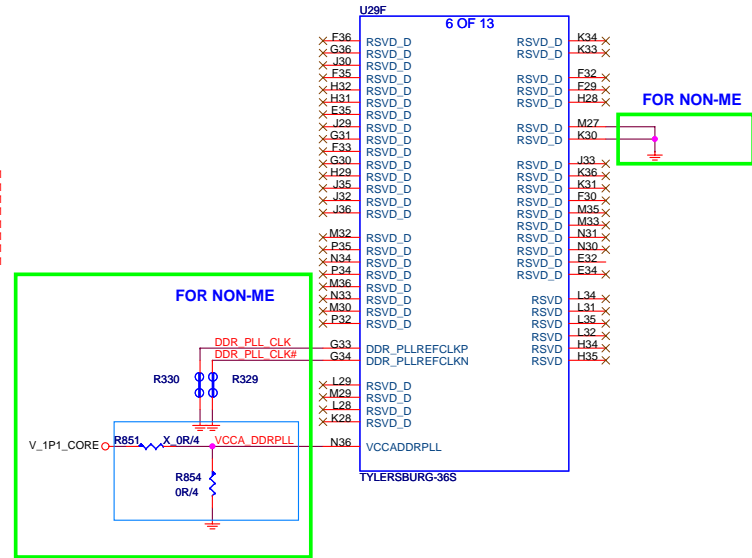 U29F
6 OF 13
F36 RSVD_D RSVD_D K34
G36 RSVD_D RSVD_D K33
J30 RSVD_D
F35 RSVD_D RSVD_D F32
H32 RSVD_D RSVD_D F29
H31 RSVD_D RSVD_D H28
FOR NON-ME
E35 RSVD_D
J29 RSVD_D RSVD_D M27
G31 RSVD_D RSVD_D K30
F33 RSVD_D
G30 RSVD_D RSVD_D J33
H29 RSVD_D RSVD_D K36
J35 RSVD_D RSVD_D K31
J32 RSVD_D RSVD_D F30
J36 RSVD_D RSVD_D M35
RSVD_D M33
M32 RSVD_D RSVD_D N31
P35 RSVD_D RSVD_D N30
N34 RSVD_D RSVD_D E32
P34 RSVD_D RSVD_D E34
M36 RSVD_D
N33 RSVD_D RSVD L34
M30 RSVD_D RSVD L31
P32 RSVD_D RSVD L35
RSVD L32
FOR NON-ME
DDR_PLL_CLK G33 DDR_PLLREFCLKP RSVD H34
DDR_PLL_CLK# G34 DDR_PLLREFCLKN RSVD H35
R330 R329
L29 RSVD_D
M29 RSVD_D
L28 RSVD_D
K28 RSVD_D
V_1P1_CORE R851 X_0R/4 VCCA_DDRPLL N36 VCCADDRPLL
R854
0R/4
TYLERSBURG-36S